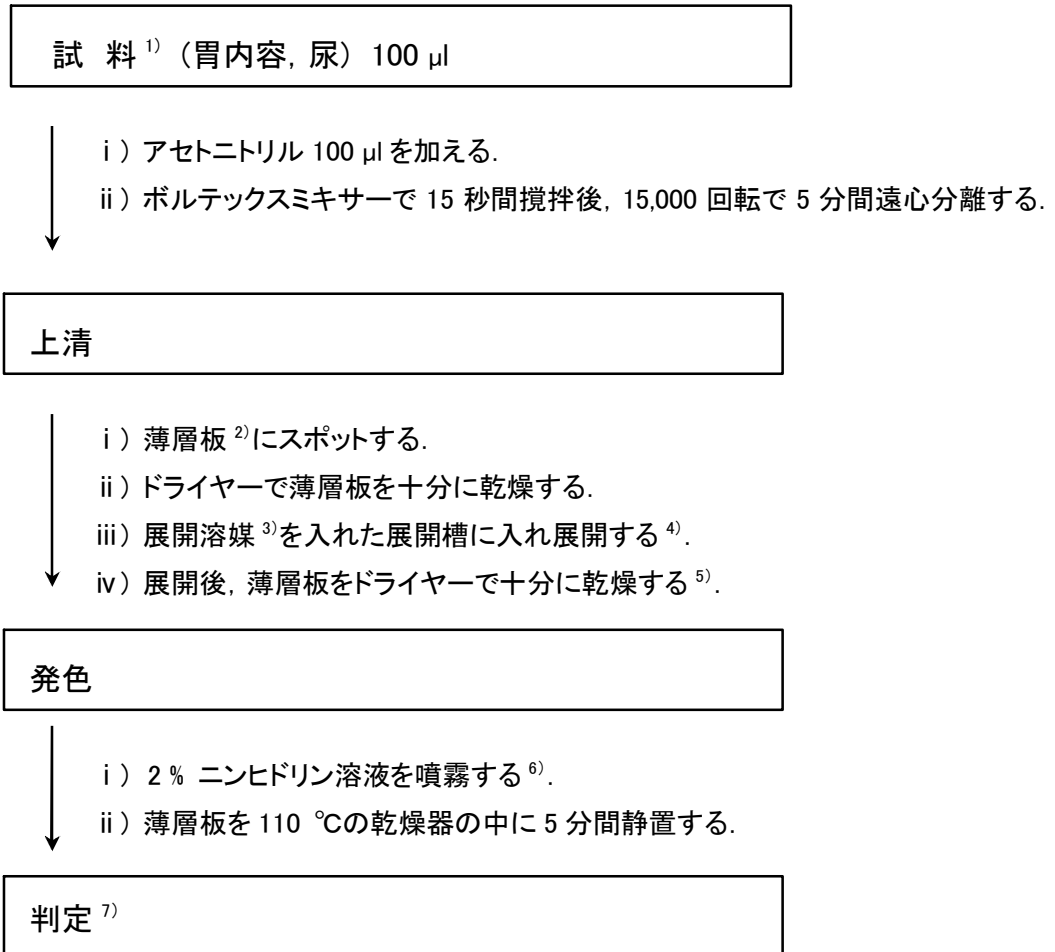 試 料 1) (胃内容, 尿) 100 μl
ⅰ) アセトニトリル 100 μl を加える.
ⅱ) ボルテックスミキサーで 15 秒間撹拌後, 15,000 回転で 5 分間遠心分離する.
上清
ⅰ) 薄層板 2)にスポットする.
ⅱ) ドライヤーで薄層板を十分に乾燥する.
ⅲ) 展開溶媒 3)を入れた展開槽に入れ展開する 4).
ⅳ) 展開後, 薄層板をドライヤーで十分に乾燥する 5).
発色
ⅰ) 2 % ニンヒドリン溶液を噴霧する 6).
ⅱ) 薄層板を 110 ℃の乾燥器の中に 5 分間静置する.
判定 7)